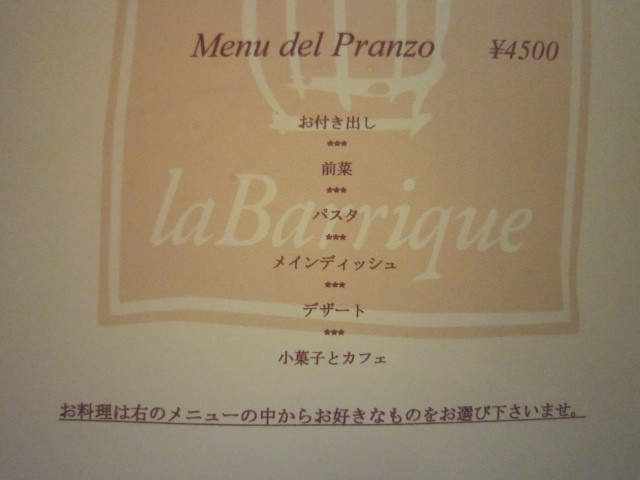 Menu del Pranzo ¥4500
お付き出し
***
前菜
***
laBarrique
パスタ
***
メインディッシュ
***
デザート
***
小菓子とカフェ
お料理は右のメニューの中からお好きなものをお選び下さいませ。